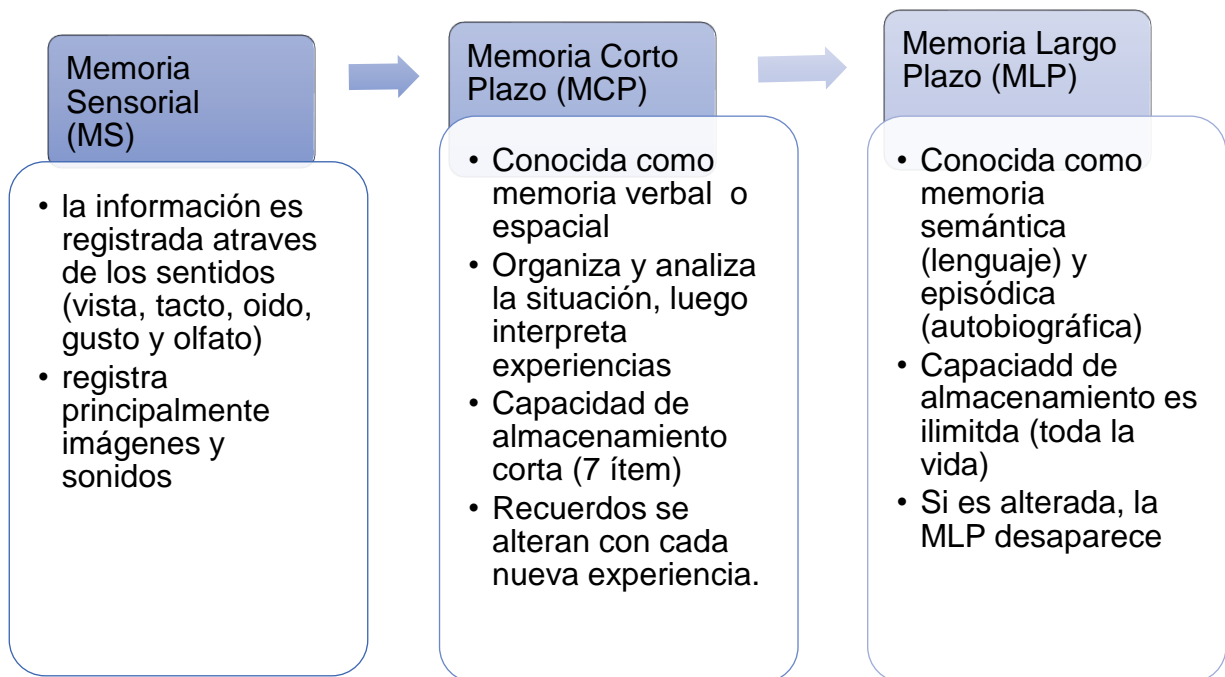 Memoria
Sensorial
(MS)
• la información es
registrada atraves
de los sentidos
(vista, tacto, oido,
gusto y olfato)
• registra
principalmente
imágenes y
sonidos
Memoria Corto
Plazo (MCP)
• Conocida como
memoria verbal o
espacial
• Organiza y analiza
la situación, luego
interpreta
experiencias
• Capacidad de
almacenamiento
corta (7 ítem)
• Recuerdos se
alteran con cada
nueva experiencia.
Memoria Largo
Plazo (MLP)
• Conocida como
memoria
semántica
(lenguaje) y
episódica
(autobiográfica)
• Capaciadd de
almacenamiento es
ilimitda (toda la
vida)
• Si es alterada, la
MLP desaparece